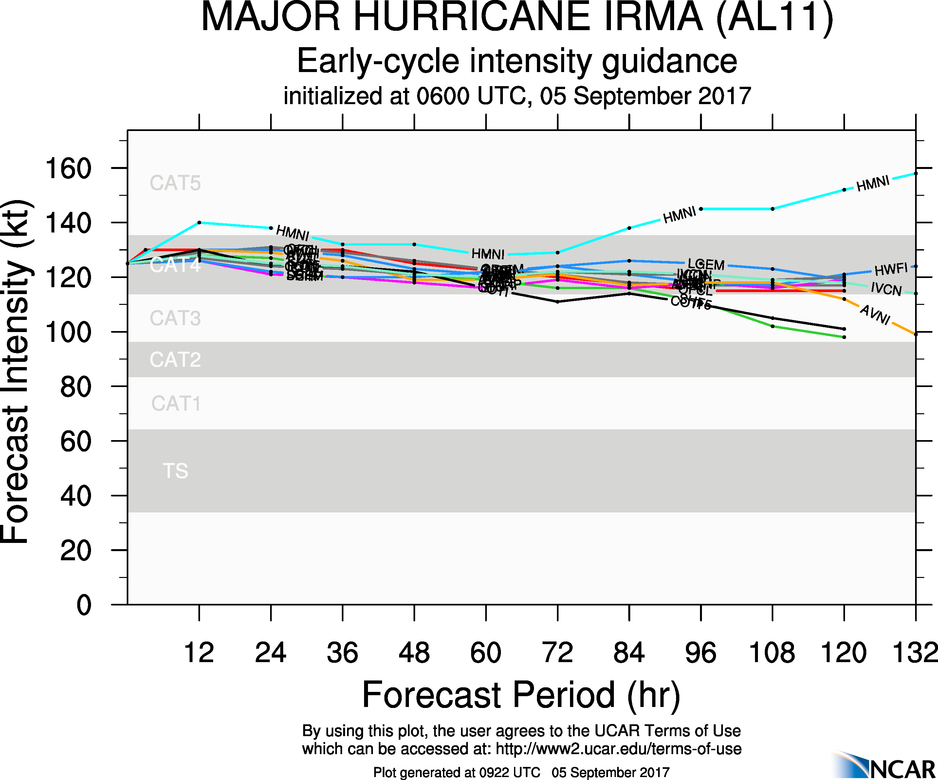 MAJOR HURRICANE IRMA (AL11)
Early-cycle intensity guidance
initialized at 0600 UTC, 05 September 2017
Forecast Intensity (kt)
160
140
120
100
80
60
40
20
0
CAT5
CAT4
CAT3
CAT2
CAT1
TS
HMNI
HMNI
HMNI
HMNI
LGEM
HWFI
IVCN
AVNI
12 24 36 48 60 72 84 96 108 120 132
Forecast Period (hr)
By using this plot, the user agrees to the UCAR Terms of Use
which can be accessed at: http://www2.ucar.edu/terms-of-use
Plot generated at 0922 UTC 05 September 2017
NCAR